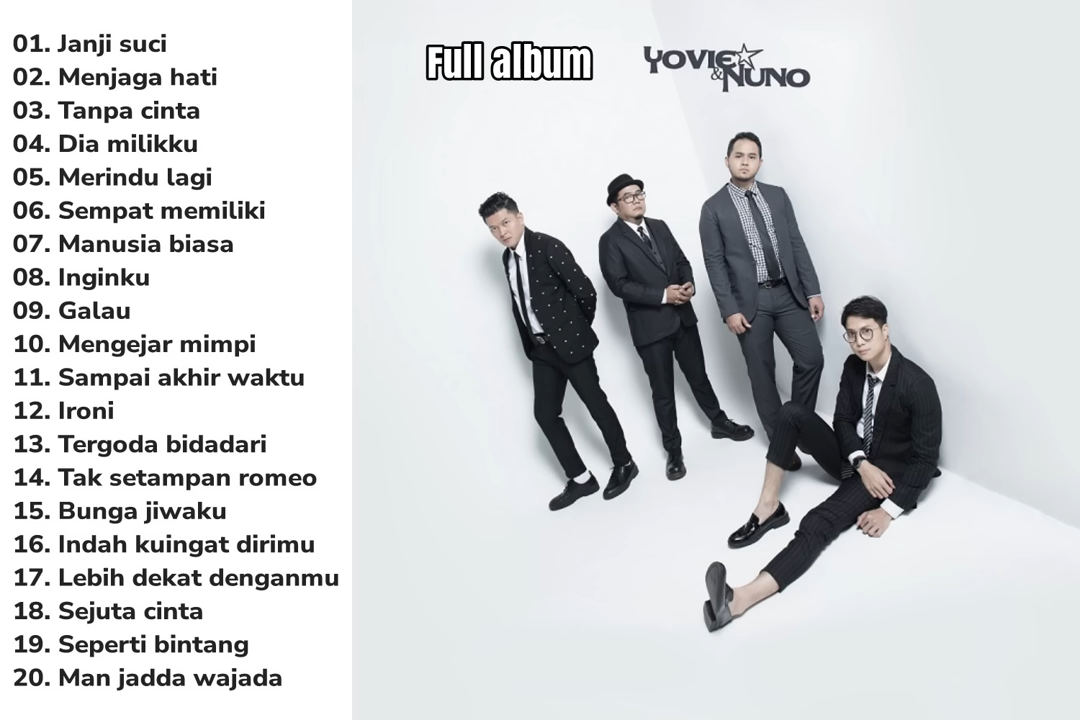 01. Janji suci
02. Menjaga hati
03. Tanpa cinta
04. Dia milikku
05. Merindu lagi
06. Sempat memiliki
07. Manusia biasa
08. Inginku
09. Galau
10. Mengejar mimpi
11. Sampai akhir waktu
12. Ironi
13. Tergoda bidadari
14. Tak setampan romeo
15. Bunga jiwaku
16. Indah kuingat dirimu
17. Lebih dekat denganmu
18. Sejuta cinta
19. Seperti bintang
20. Man jadda wajada
Full album
YOVIE
& NUNO